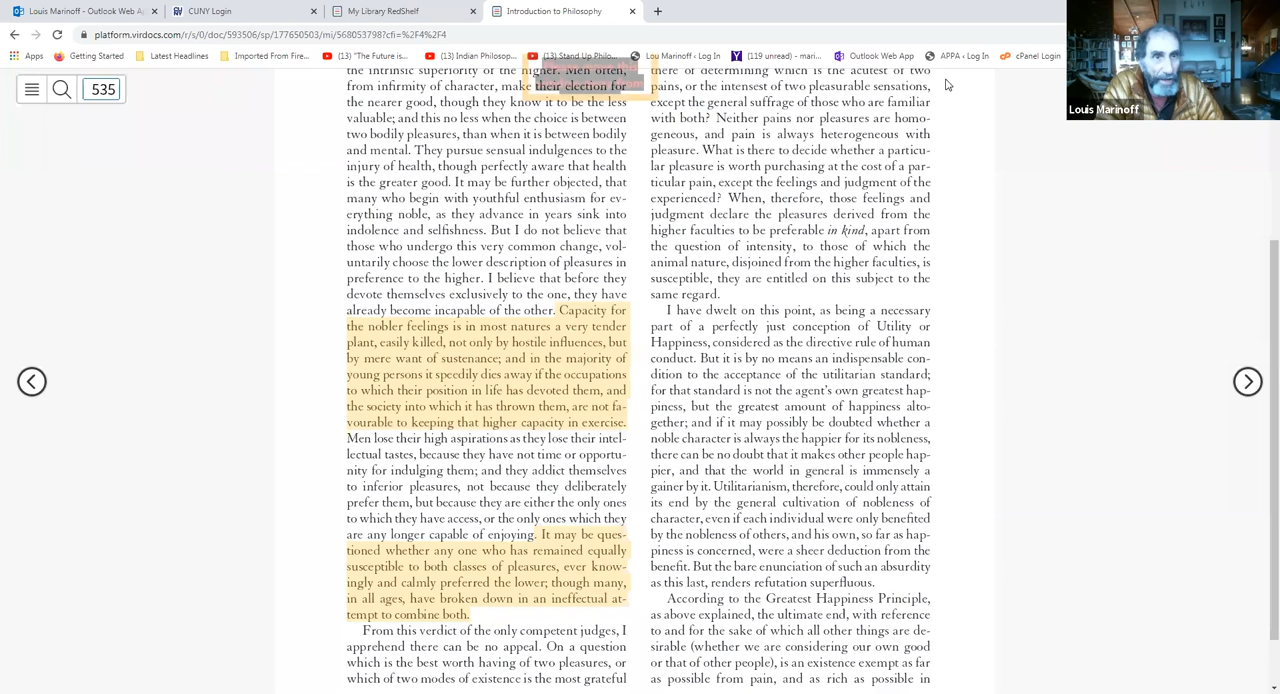 Louis Marinoff - Outlook Web A
CUNY Login
My Library RedShelf
Introduction to Philosophy
platform.virdocs.com/r/s/0/doc/593506/sp/177650503/mi/568053798?cfi=%2F4%2F4
Apps
Getting Started
Latest Headlines
Imported From Fire...
(13) "The Future is...
(13) Indian Philosop...
(13) Stand Up Philo...
Lou Marinoff ‹ Log In
[119 unread) - mari...
Outlook Web App
APPA ‹ Log In
cPanel Login
535
Louis Marinoff
the intrinsic superiority of the higher. Men often,
from infirmity of character, make their clection for
the nearer good, though they know it to be the less
valuable; and this no less when the choice is between
two bodily pleasures, than when it is between bodily
and mental. They pursue sensual indulgences to the
injury of health, though perfectly aware that health
is the greater good. It may be further objected, that
many who begin with youthful enthusiasm for ev-
erything noble, as they advance in years sink into
indolence and selfishness. But I do not believe that
those who undergo this very common change, vol-
untarily choose the lower description of pleasures in
preference to the higher. I believe that before they
devote themselves exclusively to the one, they have
already become incapable of the other. Capacity for
the nobler feelings is in most natures a very tender
plant, easily killed, not only by hostile influences, but
by mere want of sustenance; and in the majority of
young persons it speedily dies away if the occupations
to which their position in life has devoted them, and
the society into which it has thrown them, are not fa-
vourable to keeping that higher capacity in exercise.
Men lose their high aspirations as they lose their intel-
lectual tastes, because they have not time or opportu-
nity for indulging them; and they addict themselves
to inferior pleasures, not because they deliberately
prefer them, but because they are either the only ones
to which they have access, or the only ones which they
are any longer capable of enjoying. It may be ques-
tioned whether any one who has remained equally
susceptible to both classes of pleasures, ever know-
ingly and calmly preferred the lower; though many,
in all ages, have broken down in an ineffectual at-
tempt to combine both.
From this verdict of the only competent judges, I
apprehend there can be no appeal. On a question
which is the best worth having of two pleasures, or
which of two modes of existence is the most grateful
there of determining which is the acutest of two
pains, or the intensest of two pleasurable sensations,
except the general suffrage of those who are familiar
with both? Neither pains nor pleasures are homo-
geneous, and pain is always heterogeneous with
pleasure. What is there to decide whether a particu-
lar pleasure is worth purchasing at the cost of a par-
ticular pain, except the feelings and judgment of the
experienced? When, therefore, those feelings and
judgment declare the pleasures derived from the
higher faculties to be preferable in kind, apart from
the question of intensity, to those of which the
animal nature, disjoined from the higher faculties, is
susceptible, they are entitled on this subject to the
same regard.
I have dwelt on this point, as being a necessary
part of a perfectly just conception of Utility or
Happiness, considered as the directive rule of human
conduct. But it is by no means an indispensable con-
dition to the acceptance of the utilitarian standard;
for that standard is not the agent's own greatest hap-
piness, but the greatest amount of happiness alto-
gether; and if it may possibly be doubted whether a
noble character is always the happier for its nobleness,
there can be no doubt that it makes other people hap-
pier, and that the world in general is immensely a
gainer by it. Utilitarianism, therefore, could only attain
its end by the general cultivation of nobleness of
character, even if each individual were only benefited
by the nobleness of others, and his own, so far as hap-
piness is concerned, were a sheer deduction from the
benefit. But the bare enunciation of such an absurdity
as this last, renders refutation superfluous.
According to the Greatest Happiness Principle,
as above explained, the ultimate end, with reference
to and for the sake of which all other things are de-
sirable (whether we are considering our own good
or that of other people), is an existence exempt as far
as possible from pain, and as rich as possible in